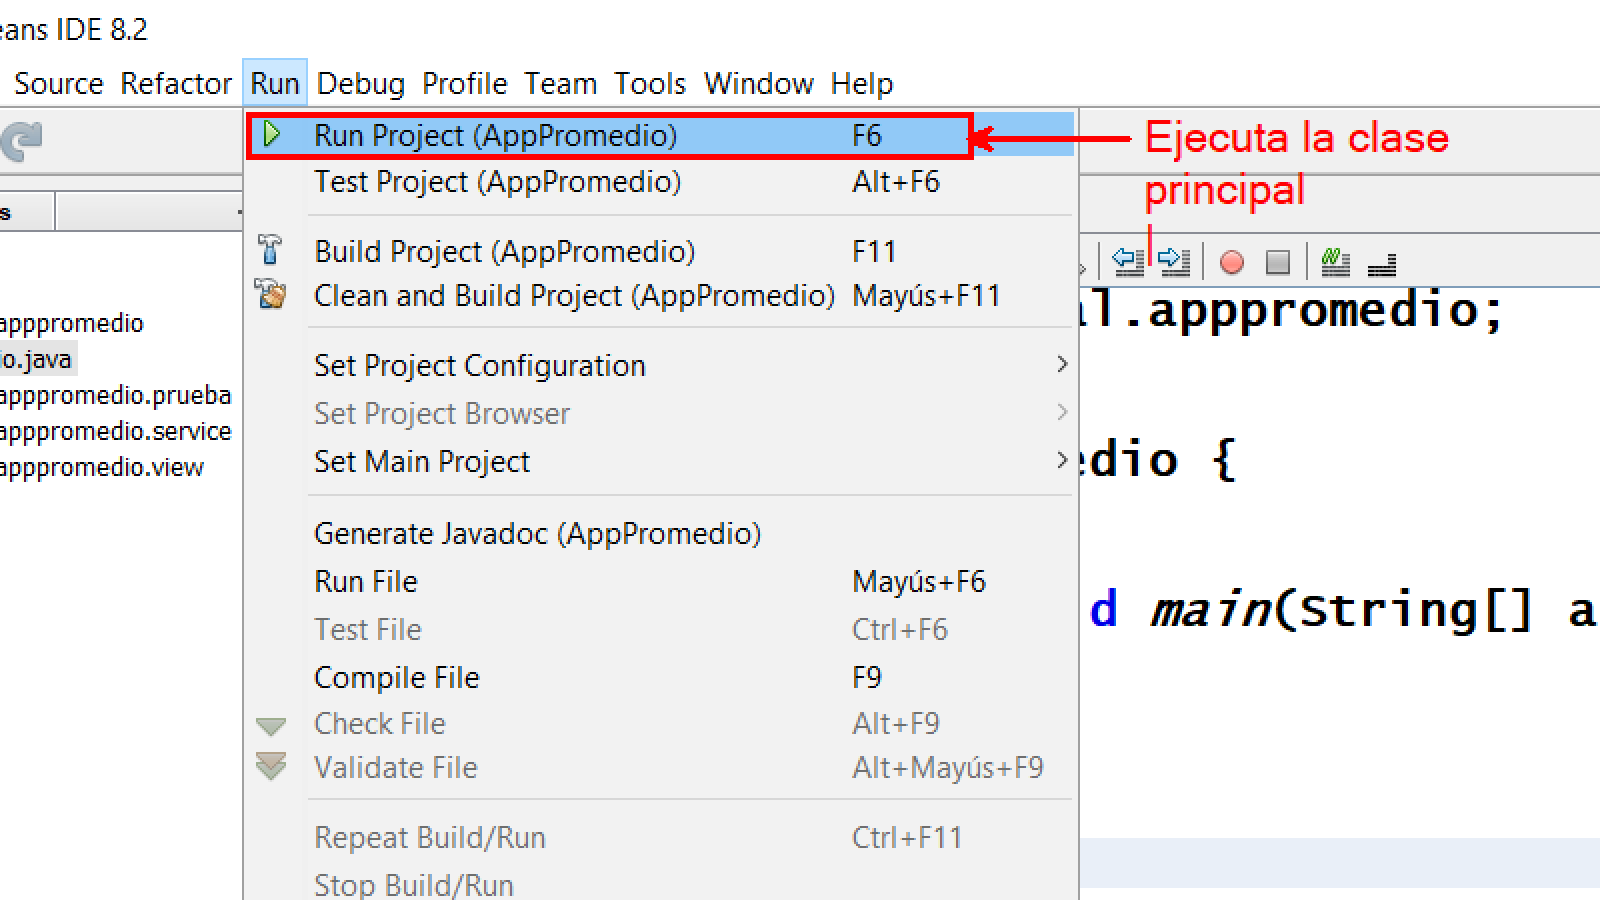 eans IDE 8.2
Source Refactor Run Debug Profile Team Tools Window Help
Run Project (AppPromedio) F6
Ejecuta la clase
principal
Test Project (AppPromedio) Alt+F6
s
Build Project (AppPromedio) F11
Clean and Build Project (AppPromedio) Mayús+F11
al.apppromedio;
apppromedio
io.java
Set Project Configuration
apppromedio.prueba
Set Project Browser
apppromedio.service
Set Main Project
edio {
apppromedio.view
Generate Javadoc (AppPromedio)
Run File Mayús+F6
d main(String[] a
Test File Ctrl+F6
Compile File F9
Check File Alt+F9
Validate File Alt+Mayús+F9
Repeat Build/Run Ctrl+F11
Stop Build/Run